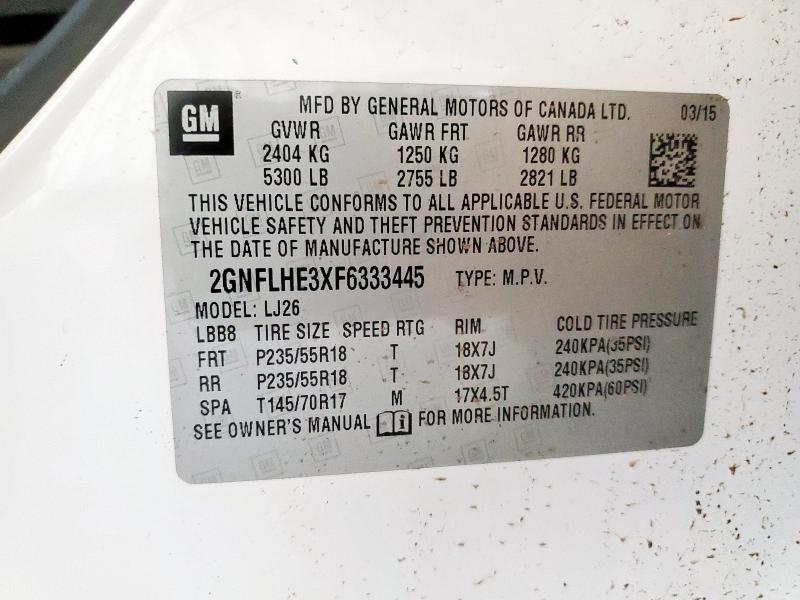 GM ® MFD BY GENERAL MOTORS OF CANADA LTD. 03/15
GVWR GAWR FRT GAWR RR
2404 KG 1250 KG 1280 KG
5300 LB 2755 LB 2821 LB
THIS VEHICLE CONFORMS TO ALL APPLICABLE U.S. FEDERAL MOTOR
VEHICLE SAFETY AND THEFT PREVENTION STANDARDS IN EFFECT ON
THE DATE OF MANUFACTURE SHOWN ABOVE.
2GNFLHE3XF6333445 TYPE: M.P.V.
MODEL: LJ26
LBB8 TIRE SIZE SPEED RTG RIM COLD TIRE PRESSURE
FRT P235/55R18 T 18X7J 240KPA(35PSI)
RR P235/55R18 T 18X7J 240KPA(35PSI)
SPA T145/70R17 M 17X4.5T 420KPA(60PSI)
SEE OWNER'S MANUAL FOR MORE INFORMATION.